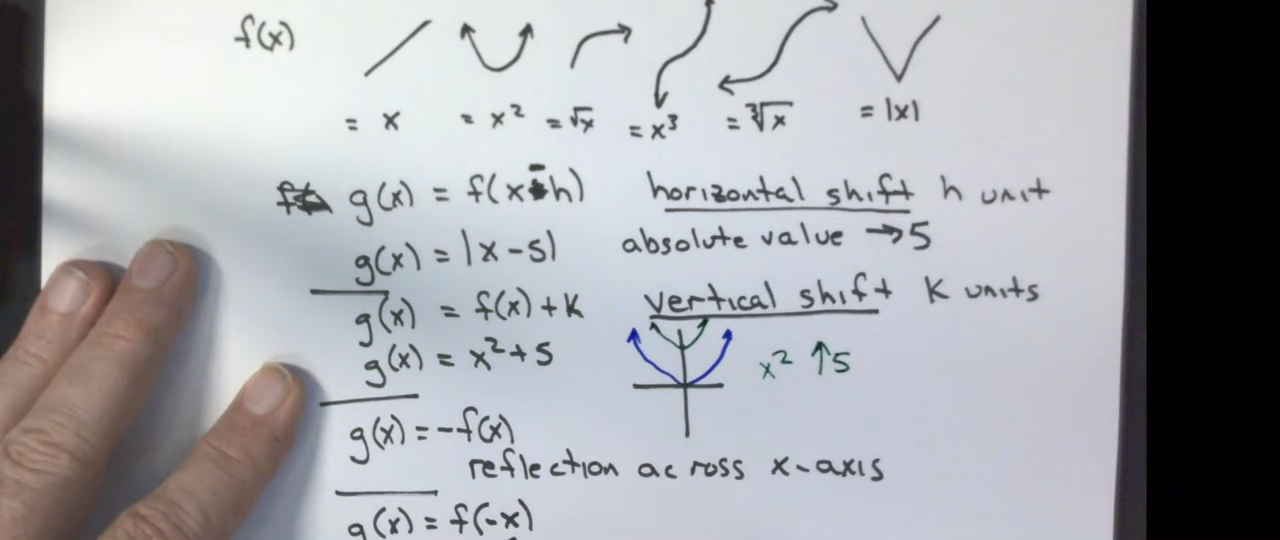 f(x)
= x = x² = √x = x³ = ∛x = |x|
g(x) = f(x-h) horizontal shift h unit
g(x) = |x-5| absolute value → 5
g(x) = f(x)+k vertical shift k units
g(x) = x²+5 x² ↑5
g(x) = -f(x)
reflection across x-axis
g(x) = f(-x)